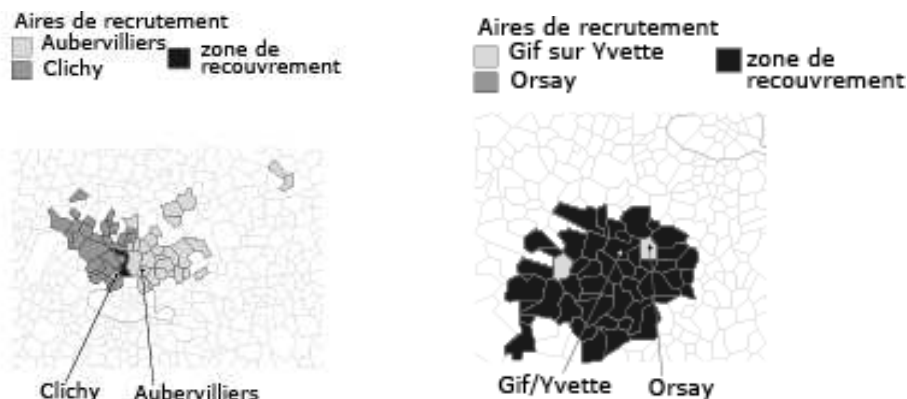 Aires de recrutement
Aubervilliers
Clichy
zone de
recouvrement
Clichy
Aubervilliers
Aires de recrutement
Gif sur Yvette
Orsay
zone de
recouvrement
Gif/Yvette
Orsay